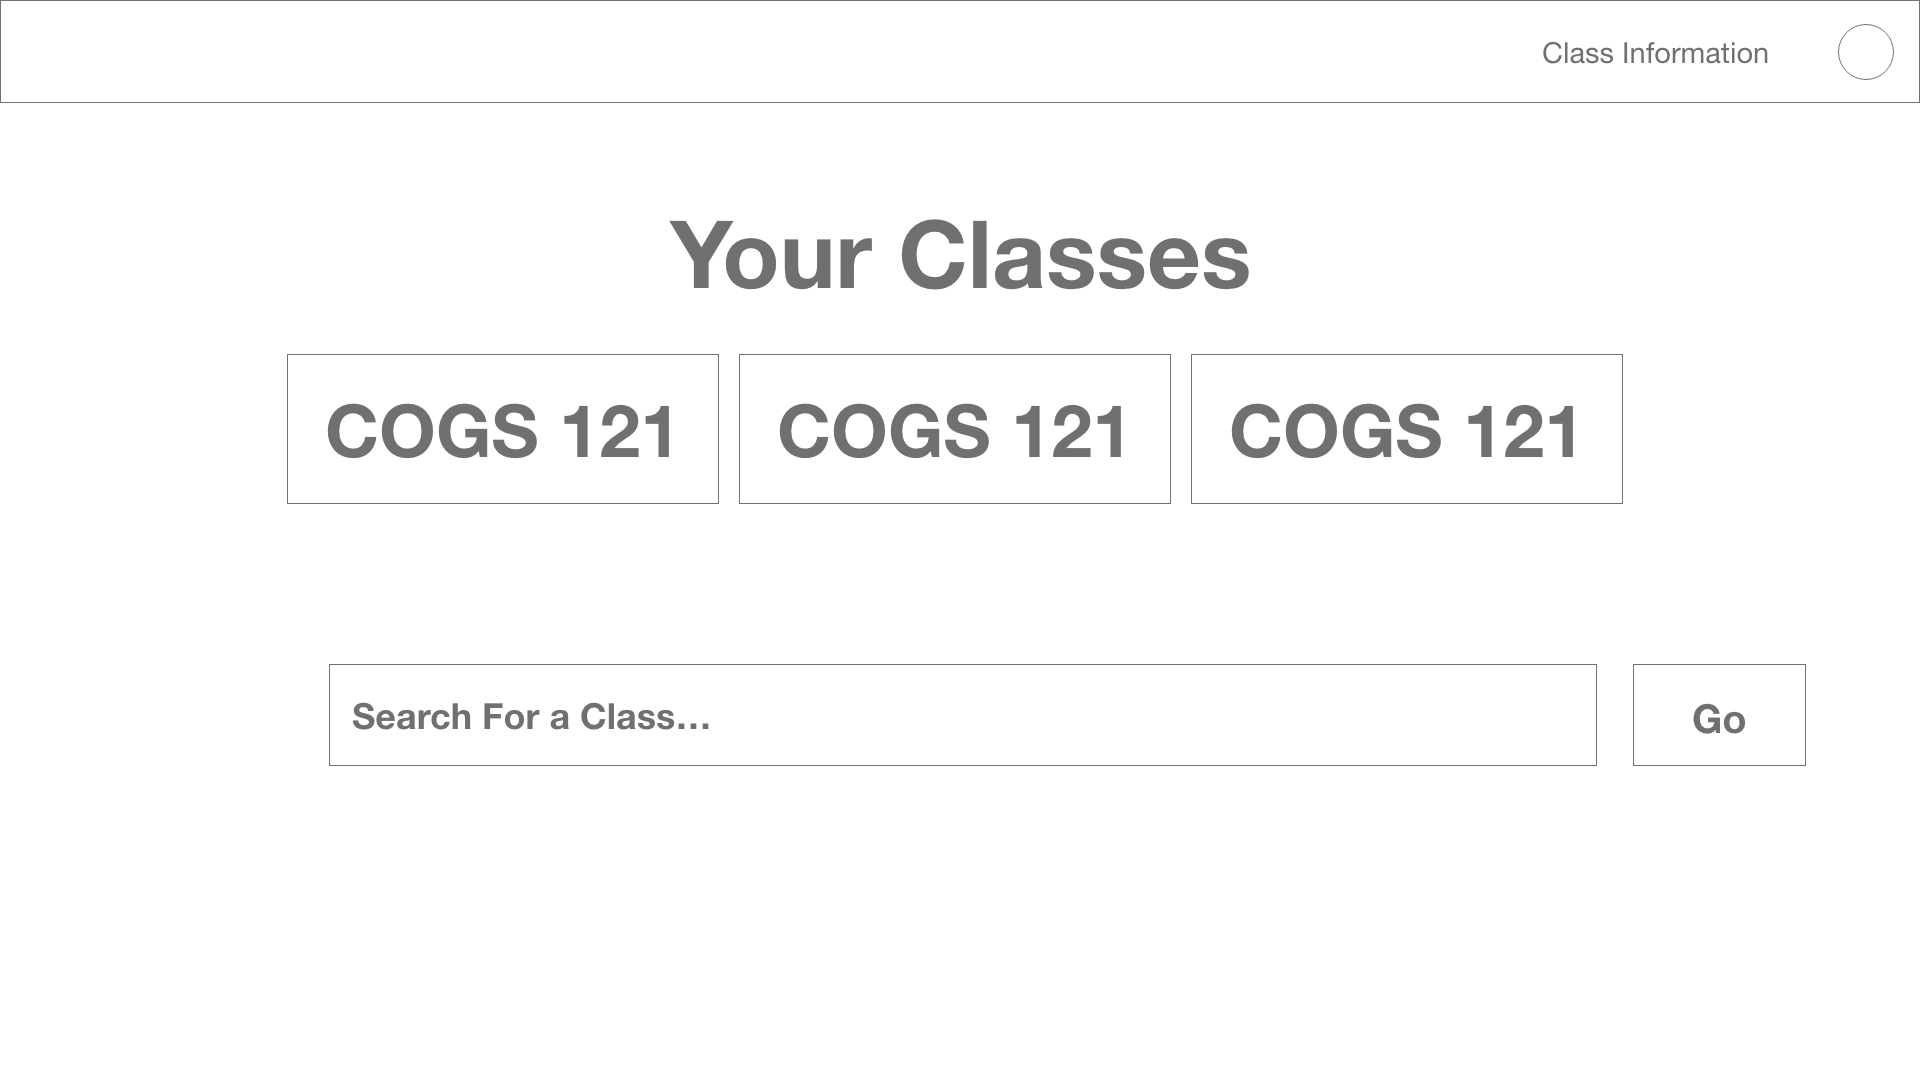 Class Information
Your Classes
COGS 121 COGS 121 COGS 121
Search For a Class...
Go